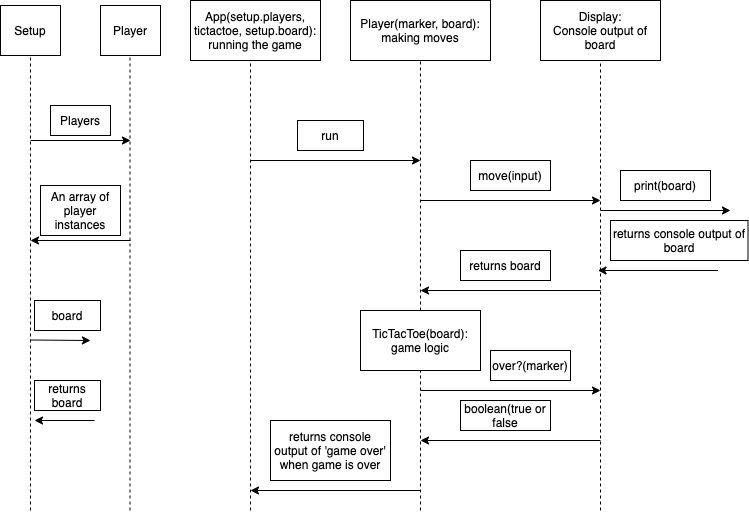 Setup
Player
App(setup.players,
tictactoe, setup.board):
running the game
Player(marker, board):
making moves
Display:
Console output of
board
Players
run
move(input)
print(board)
An array of
player
instances
returns console output of
board
returns board
board
TicTacToe(board):
game logic
over?(marker)
returns
board
boolean(true or
false
returns console
output of 'game over'
when game is over